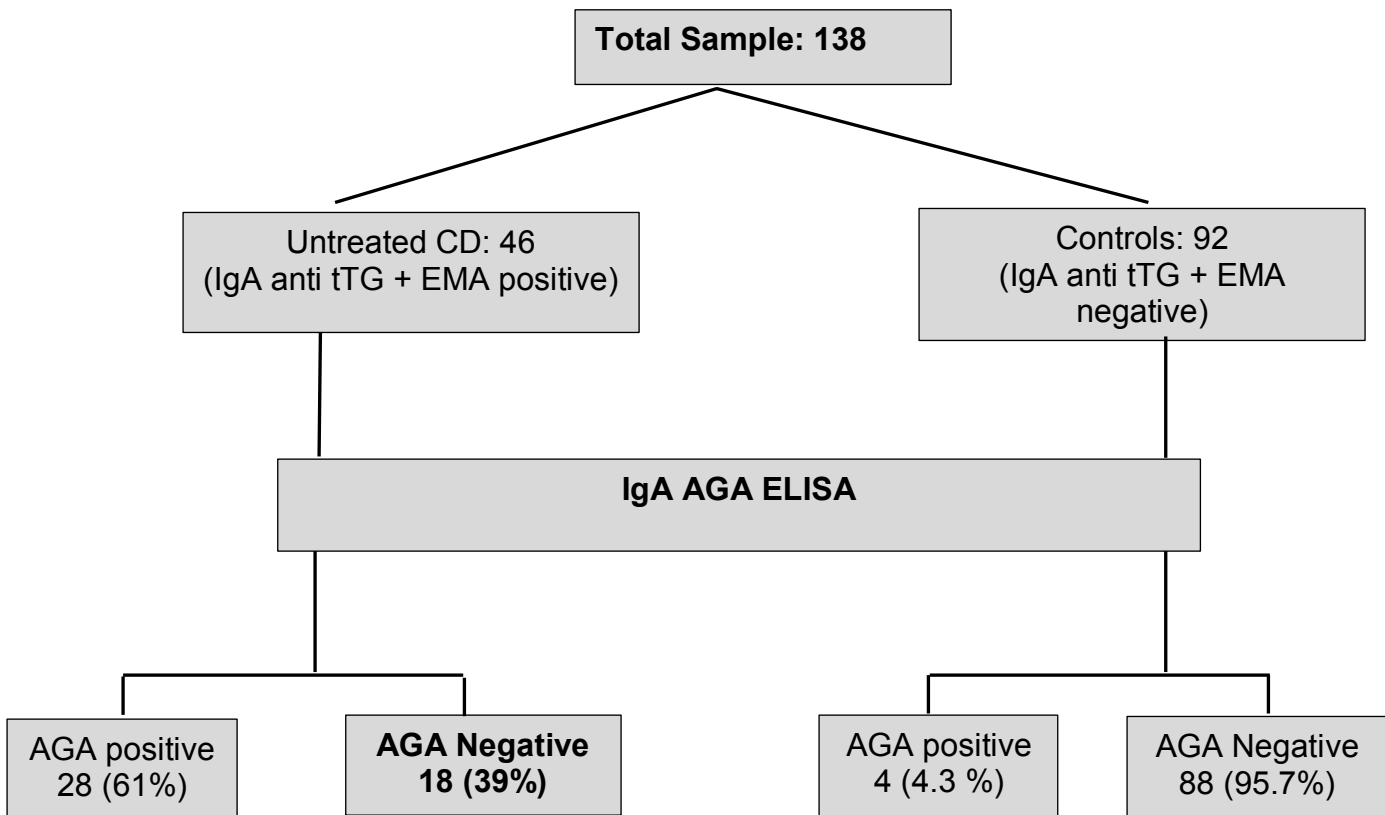 Total Sample: 138
Untreated CD: 46
(IgA anti tTG + EMA positive)
Controls: 92
(IgA anti tTG + EMA
negative)
IgA AGA ELISA
AGA positive
28 (61%)
AGA Negative
18 (39%)
AGA positive
4 (4.3 %)
AGA Negative
88 (95.7%)